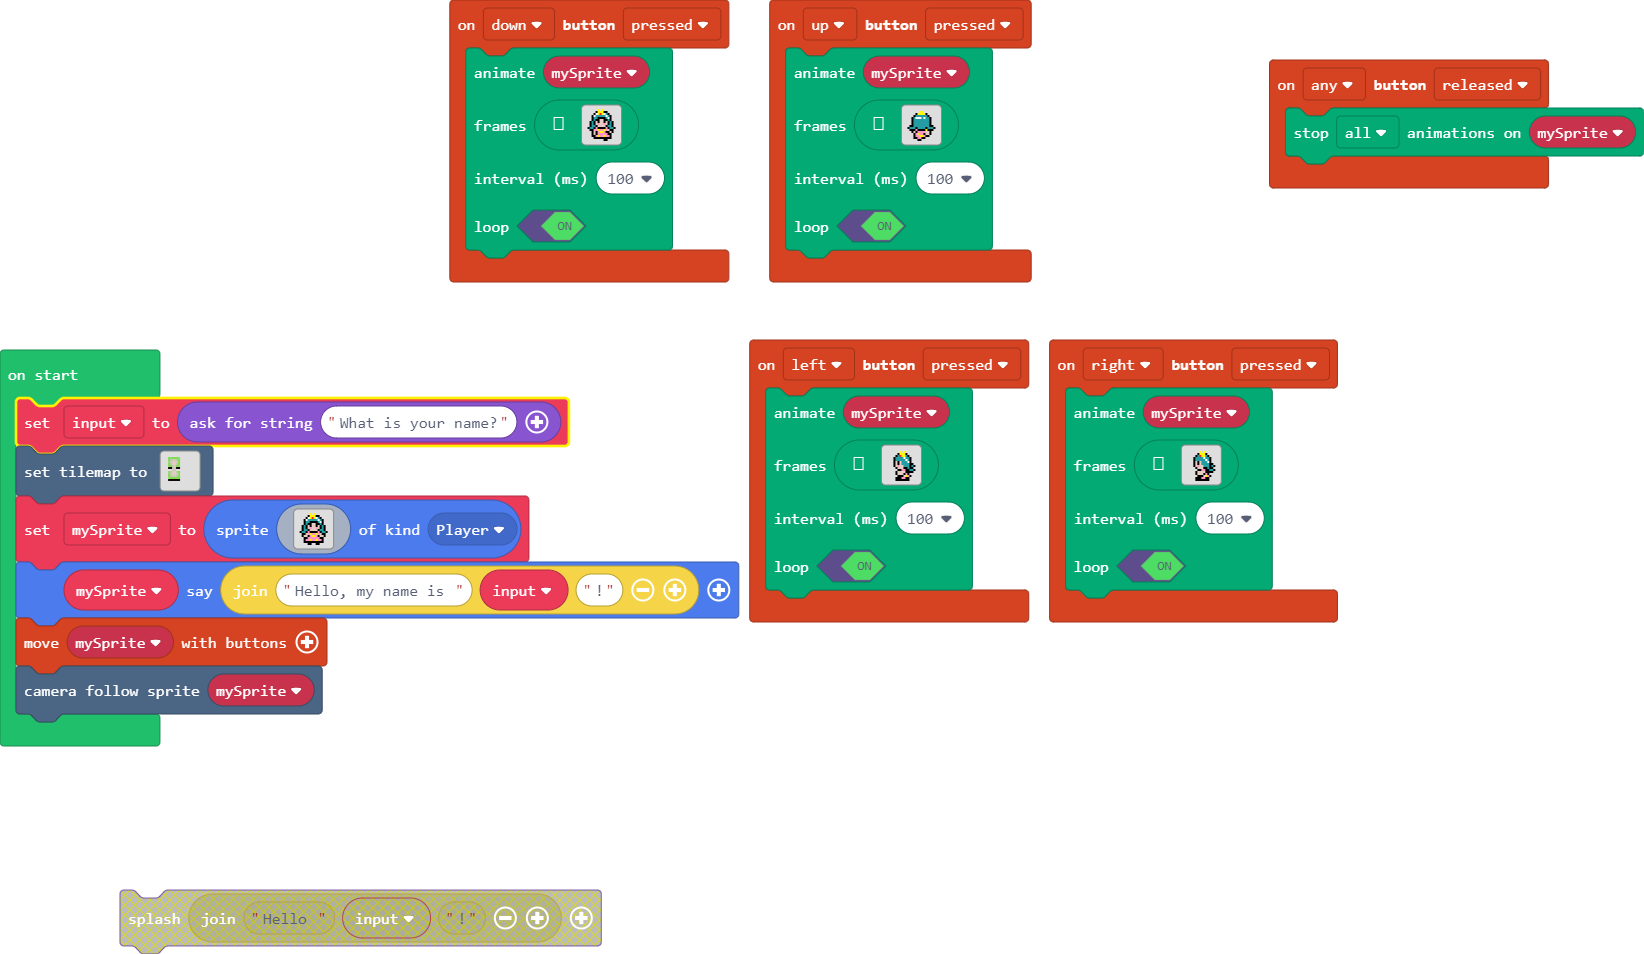 on down button pressed
animate mySprite
frames
interval (ms) 100
loop ON
on up button pressed
animate mySprite
frames
interval (ms) 100
loop ON
on any button released
stop all animations on mySprite
on start
set input to ask for string "What is your name?"
set tilemap to
set mySprite to sprite of kind Player
mySprite say join "Hello, my name is " input "!"
move mySprite with buttons
camera follow sprite mySprite
on left button pressed
animate mySprite
frames
interval (ms) 100
loop ON
on right button pressed
animate mySprite
frames
interval (ms) 100
loop ON
splash join "Hello " input "!"